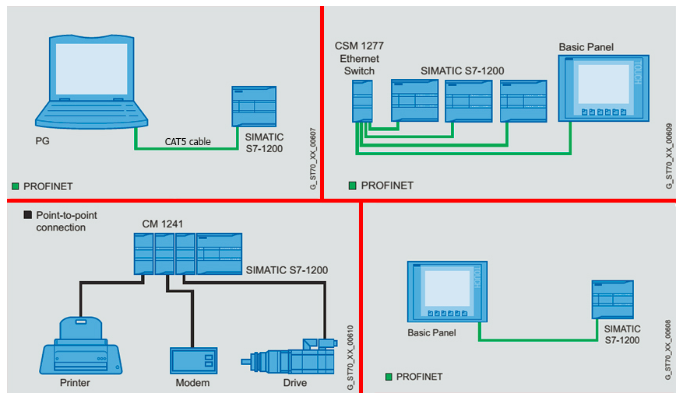 PG
CAT5 cable
SIMATIC
S7-1200
PROFINET
G_ST70_XX_00607
CSM 1277
Ethernet
Switch
SIMATIC S7-1200
Basic Panel
PROFINET
G_ST70_XX_00609
Point-to-point
connection
CM 1241
SIMATIC S7-1200
Printer
Modem
Drive
G_ST70_XX_00610
Basic Panel
SIMATIC
S7-1200
PROFINET
G_ST70_XX_00608